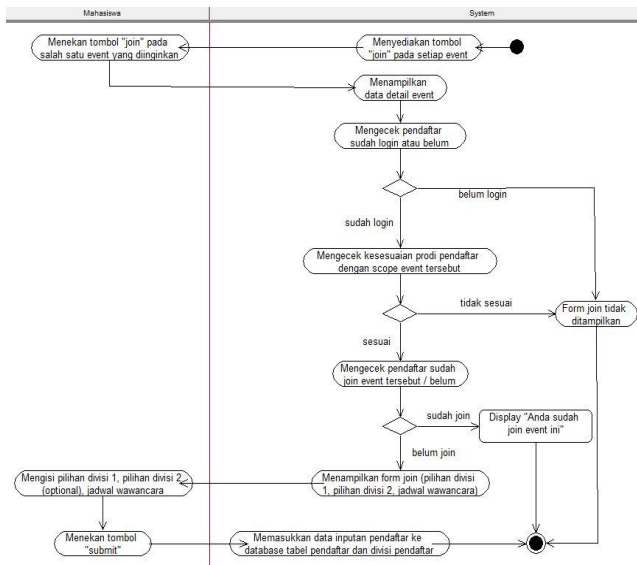 Mahasiswa
System
Menekan tombol "join" pada
salah satu event yang diinginkan
Menyediakan tombol
"join" pada setiap event
Menampilkan
data detail event
Mengecek pendaftar
sudah login atau belum
belum login
sudah login
Mengecek kesesuaian prodi pendaftar
dengan scope event tersebut
tidak sesuai
Form join tidak
ditampilkan
sesuai
Mengecek pendaftar sudah
join event tersebut / belum
sudah join
Display "Anda sudah
join event ini"
belum join
Mengisi pilihan divisi 1, pilihan divisi 2
(optional), jadwal wawancara
Menampilkan form join (pilihan divisi
1, pilihan divisi 2, jadwal wawancara)
Menekan tombol
"submit"
Memasukkan data inputan pendaftar ke
database tabel pendaftar dan divisi pendaftar